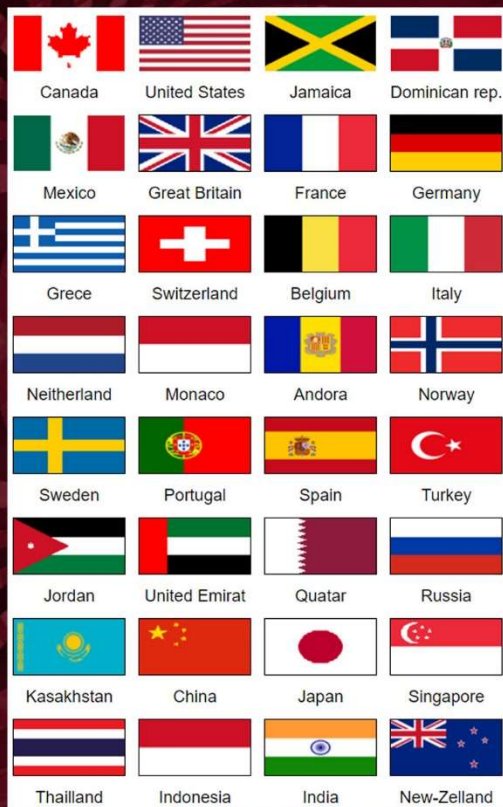 Canada United States Jamaica Dominican rep.
Mexico Great Britain France Germany
Grece Switzerland Belgium Italy
Neitherland Monaco Andora Norway
Sweden Portugal Spain Turkey
Jordan United Emirat Quatar Russia
Kasakhstan China Japan Singapore
Thailland Indonesia India New-Zelland